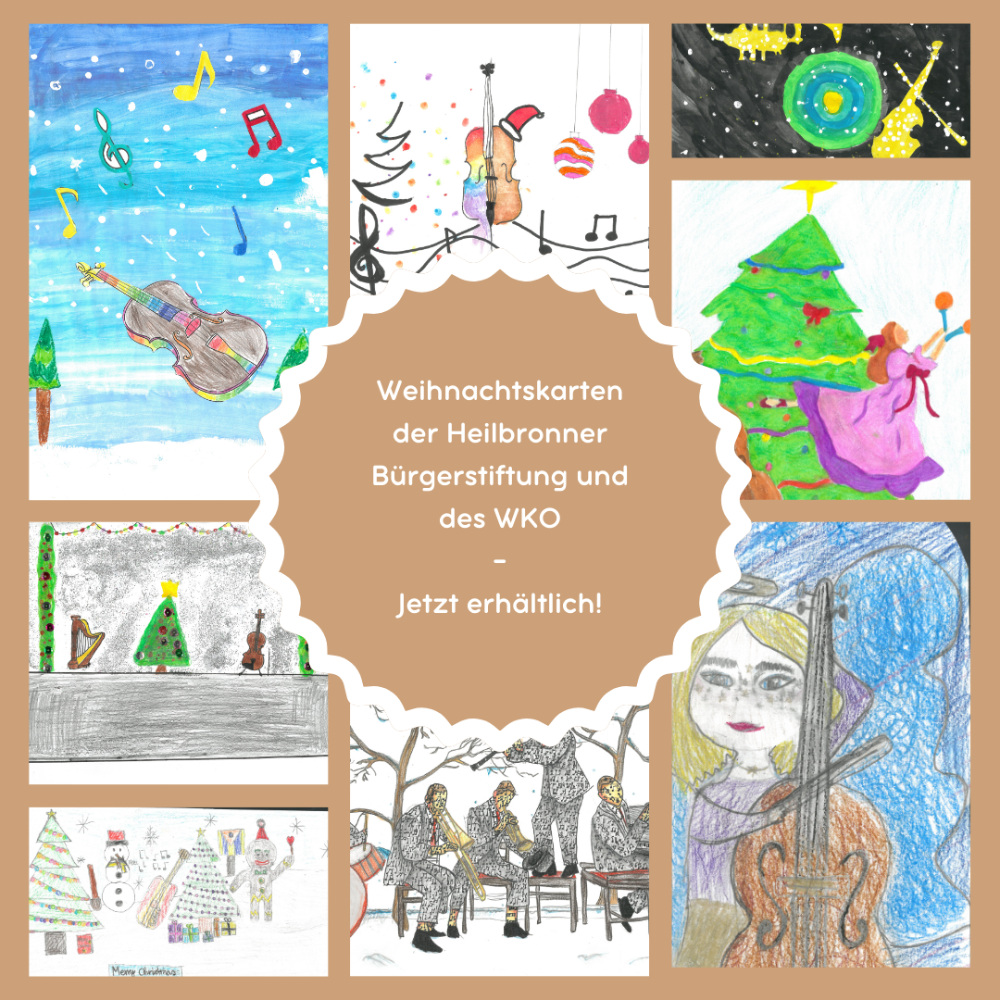 Weihnachtskarten
der Heilbronner
Bürgerstiftung und
des WKO
-
Jetzt erhältlich!
Merry Christmas